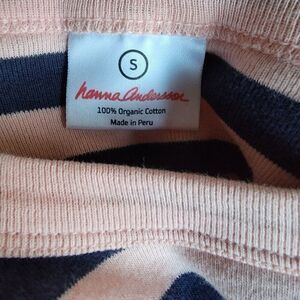 S
hanna andersson
100% Organic Cotton
Made in Peru